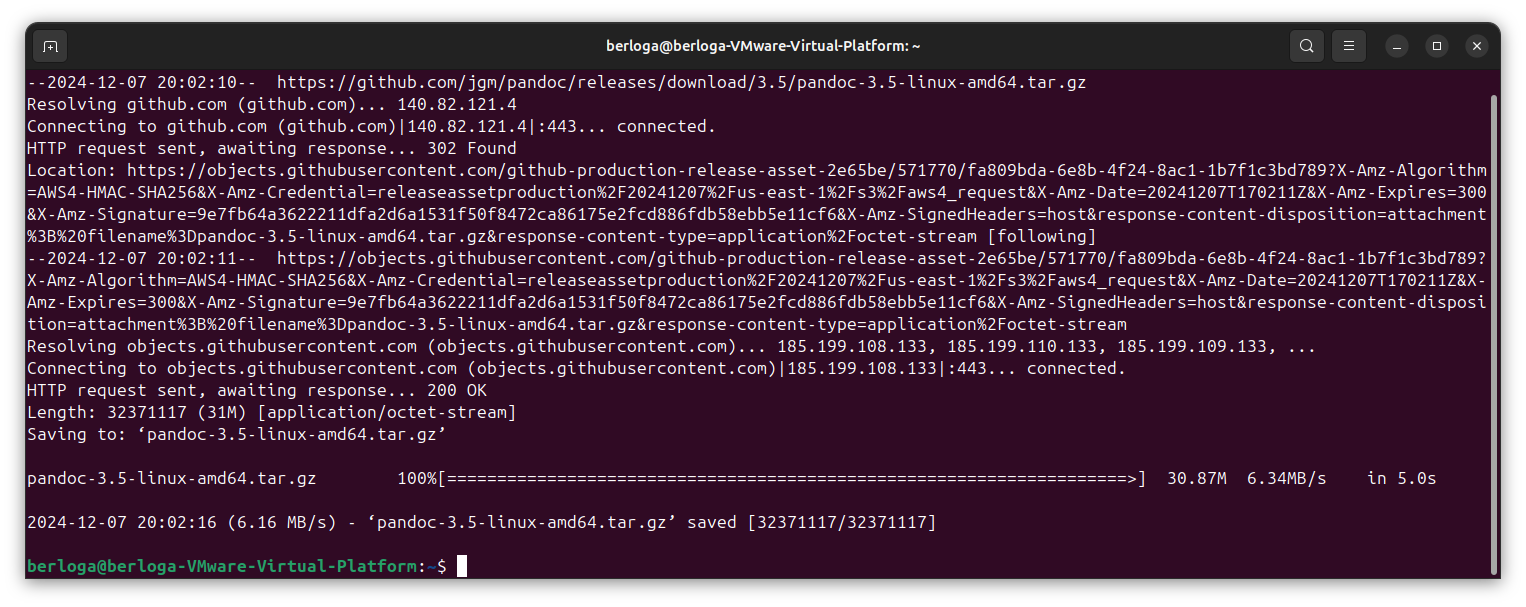 berloga@berloga-VMware-Virtual-Platform: ~
--2024-12-07 20:02:10--  https://github.com/jgm/pandoc/releases/download/3.5/pandoc-3.5-linux-amd64.tar.gz
Resolving github.com (github.com)... 140.82.121.4
Connecting to github.com (github.com)|140.82.121.4|:443... connected.
HTTP request sent, awaiting response... 302 Found
Location: https://objects.githubusercontent.com/github-production-release-asset-2e65be/571770/fa809bda-6e8b-4f24-8ac1-1b7f1c3bd789?X-Amz-Algorithm
=AWS4-HMAC-SHA256&X-Amz-Credential=releaseassetproduction%2F20241207%2Fus-east-1%2Fs3%2Faws4_request&X-Amz-Date=20241207T170211Z&X-Amz-Expires=300
&X-Amz-Signature=9e7fb64a3622211dfa2d6a1531f50f8472ca86175e2fcd886fdb58ebb5e11cf6&X-Amz-SignedHeaders=host&response-content-disposition=attachment
%3B%20filename%3Dpandoc-3.5-linux-amd64.tar.gz&response-content-type=application%2Foctet-stream [following]
--2024-12-07 20:02:11--  https://objects.githubusercontent.com/github-production-release-asset-2e65be/571770/fa809bda-6e8b-4f24-8ac1-1b7f1c3bd789?
X-Amz-Algorithm=AWS4-HMAC-SHA256&X-Amz-Credential=releaseassetproduction%2F20241207%2Fus-east-1%2Fs3%2Faws4_request&X-Amz-Date=20241207T170211Z&X-
Amz-Expires=300&X-Amz-Signature=9e7fb64a3622211dfa2d6a1531f50f8472ca86175e2fcd886fdb58ebb5e11cf6&X-Amz-SignedHeaders=host&response-content-disposi
tion=attachment%3B%20filename%3Dpandoc-3.5-linux-amd64.tar.gz&response-content-type=application%2Foctet-stream
Resolving objects.githubusercontent.com (objects.githubusercontent.com)... 185.199.108.133, 185.199.110.133, 185.199.109.133, ...
Connecting to objects.githubusercontent.com (objects.githubusercontent.com)|185.199.108.133|:443... connected.
HTTP request sent, awaiting response... 200 OK
Length: 32371117 (31M) [application/octet-stream]
Saving to: ‘pandoc-3.5-linux-amd64.tar.gz’
pandoc-3.5-linux-amd64.tar.gz        100%[====================================================================>]  30.87M  6.34MB/s    in 5.0s
2024-12-07 20:02:16 (6.16 MB/s) - ‘pandoc-3.5-linux-amd64.tar.gz’ saved [32371117/32371117]
berloga@berloga-VMware-Virtual-Platform:~$